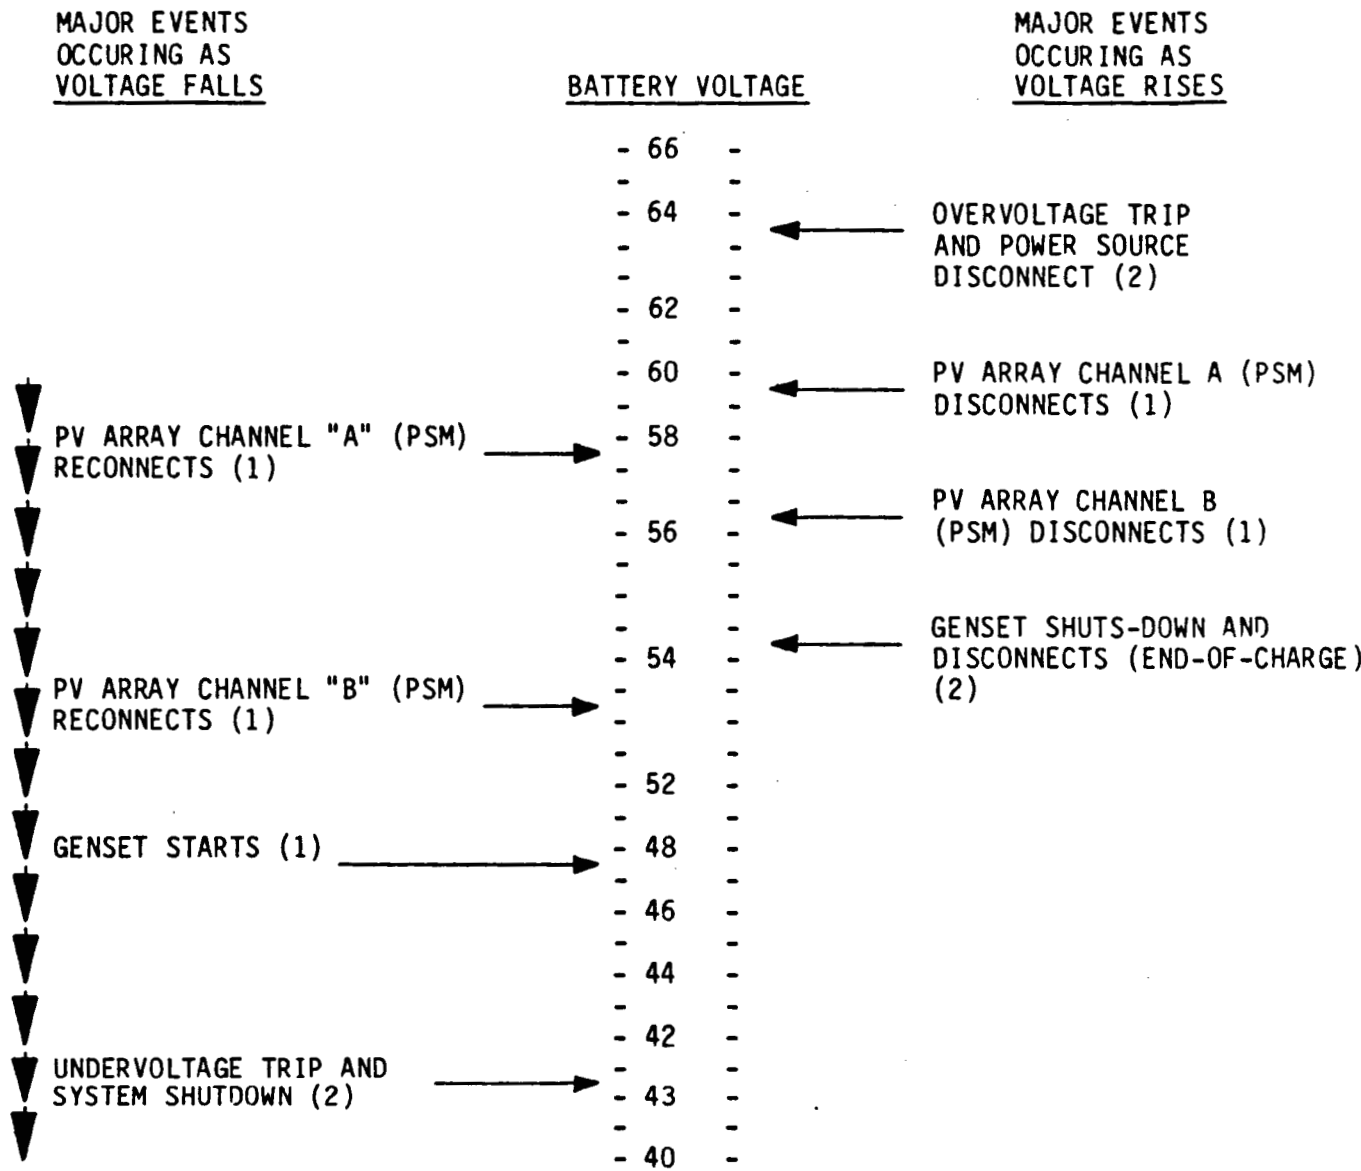 MAJOR EVENTS
OCCURING AS
VOLTAGE FALLS
BATTERY VOLTAGE
MAJOR EVENTS
OCCURING AS
VOLTAGE RISES
- 66 -
- -
- 64 -
- -
- -
- 62 -
- -
- 60 -
- -
- 58 -
- -
- -
- 56 -
- -
- -
- -
- 54 -
- -
- -
- -
- 52 -
- -
- 48 -
- -
- 46 -
- -
- 44 -
- -
- 42 -
- -
- 43 -
- -
- 40 -
PV ARRAY CHANNEL "A" (PSM)
RECONNECTS (1)
PV ARRAY CHANNEL "B" (PSM)
RECONNECTS (1)
GENSET STARTS (1)
UNDERVOLTAGE TRIP AND
SYSTEM SHUTDOWN (2)
OVERVOLTAGE TRIP
AND POWER SOURCE
DISCONNECT (2)
PV ARRAY CHANNEL A (PSM)
DISCONNECTS (1)
PV ARRAY CHANNEL B
(PSM) DISCONNECTS (1)
GENSET SHUTS-DOWN AND
DISCONNECTS (END-OF-CHARGE)
(2)